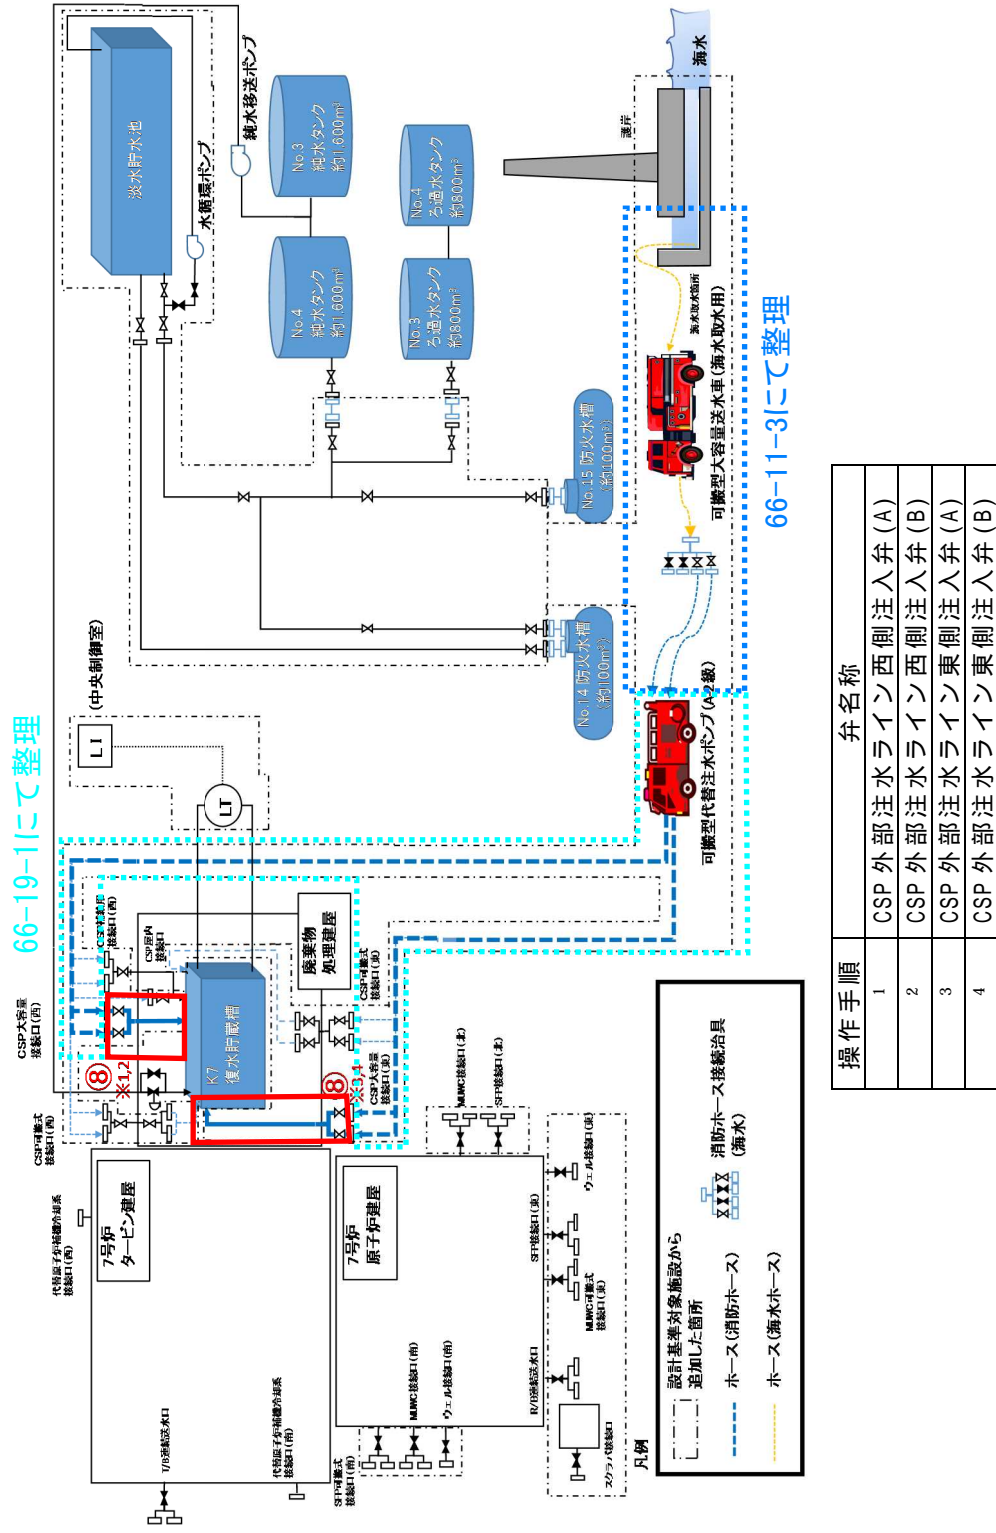 66-19-1にて整理
(中央制御室)
LI
LT
淡水貯水池
水循環ポンプ
純水移送ポンプ
No.3
純水タンク
約1,600m³
No.4
純水タンク
約1,600m³
No.4
ろ過水タンク
約800m³
No.3
ろ過水タンク
約800m³
護岸
海水
海水取水箇所
可搬型大容量送水車(海水取水用)
66-11-3にて整理
No.15 防火水槽
(約100m³)
No.14 防火水槽
(約100m³)
可搬型代替注水ポンプ(A-2級)
CSP大容量
接続口(西)
接続口(西)
CSP屋内
接続口
CSP可搬式
接続口(西)
⑧
※1,2
K7
復水貯蔵槽
⑧
※3,4
CSP大容量
接続口(東)
CSP可搬式
接続口(東)
廃棄物
処理建屋
代替原子炉補機冷却系
接続口(西)
7号炉
タービン建屋
T/B連結送水口
代替原子炉補機冷却系
接続口(南)
7号炉
原子炉建屋
MUWC接続口(北)
SFP接続口(北)
SFP可搬式
接続口(南)
MUWC接続口(南)
ウェル接続口(南)
R/B連結送水口
MUWC可搬式
接続口(東)
SFP接続口(東)
ウェル接続口(東)
スクラバ接続口
凡例
設計基準対象施設から
追加した箇所
ホース(消防ホース)
ホース(海水ホース)
消防ホース接続治具
(海水)
操作手順 弁名称
1 CSP外部注水ライン西側注入弁(A)
2 CSP外部注水ライン西側注入弁(B)
3 CSP外部注水ライン東側注入弁(A)
4 CSP外部注水ライン東側注入弁(B)